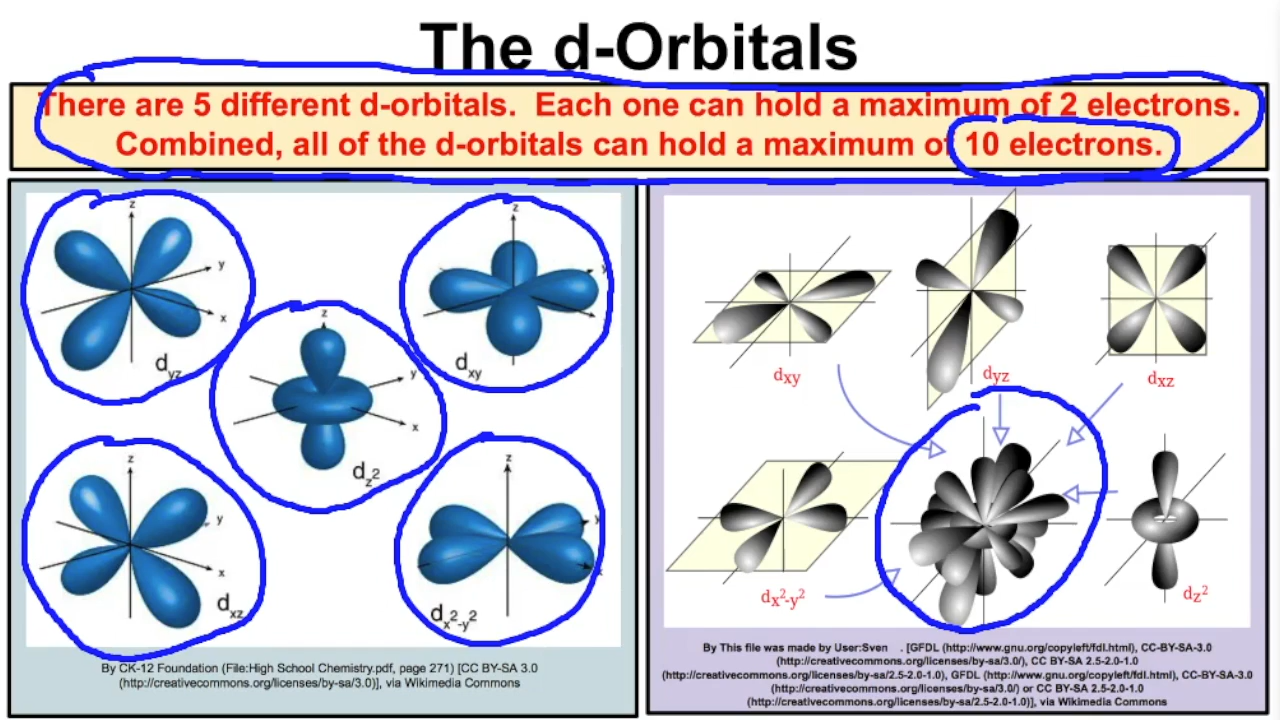 The d-Orbitals
There are 5 different d-orbitals. Each one can hold a maximum of 2 electrons.
Combined, all of the d-orbitals can hold a maximum of 10 electrons.
z
y
x
dyz
z
y
dxy
z
y
x
dz²
z
y
x
dxz
z
y
x
dx²-y²
By CK-12 Foundation (File:High School Chemistry.pdf, page 271) [CC BY-SA 3.0
(http://creativecommons.org/licenses/by-sa/3.0)], via Wikimedia Commons
dxy
dyz
dxz
dx²-y²
dz²
By This file was made by User:Sven . [GFDL (http://www.gnu.org/copyleft/fdl.html), CC-BY-SA-3.0
(http://creativecommons.org/licenses/by-sa/3.0/), CC BY-SA 2.5-2.0-1.0
(http://creativecommons.org/licenses/by-sa/2.5-2.0-1.0), GFDL (http://www.gnu.org/copyleft/fdl.html), CC-BY-SA-3.0
(http://creativecommons.org/licenses/by-sa/3.0/) or CC BY-SA 2.5-2.0-1.0
(http://creativecommons.org/licenses/by-sa/2.5-2.0-1.0)], via Wikimedia Commons